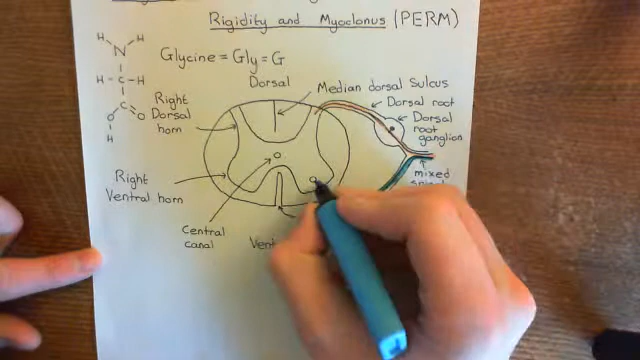 Rigidity and Myoclonus (PERM)
Glycine = Gly = G
H H
N
H - C - H
C
O O
H
Dorsal
Median dorsal Sulcus
Right
Dorsal
horn
Dorsal root
Dorsal
root
ganglion
mixed
Right
Ventral horn
Central
canal